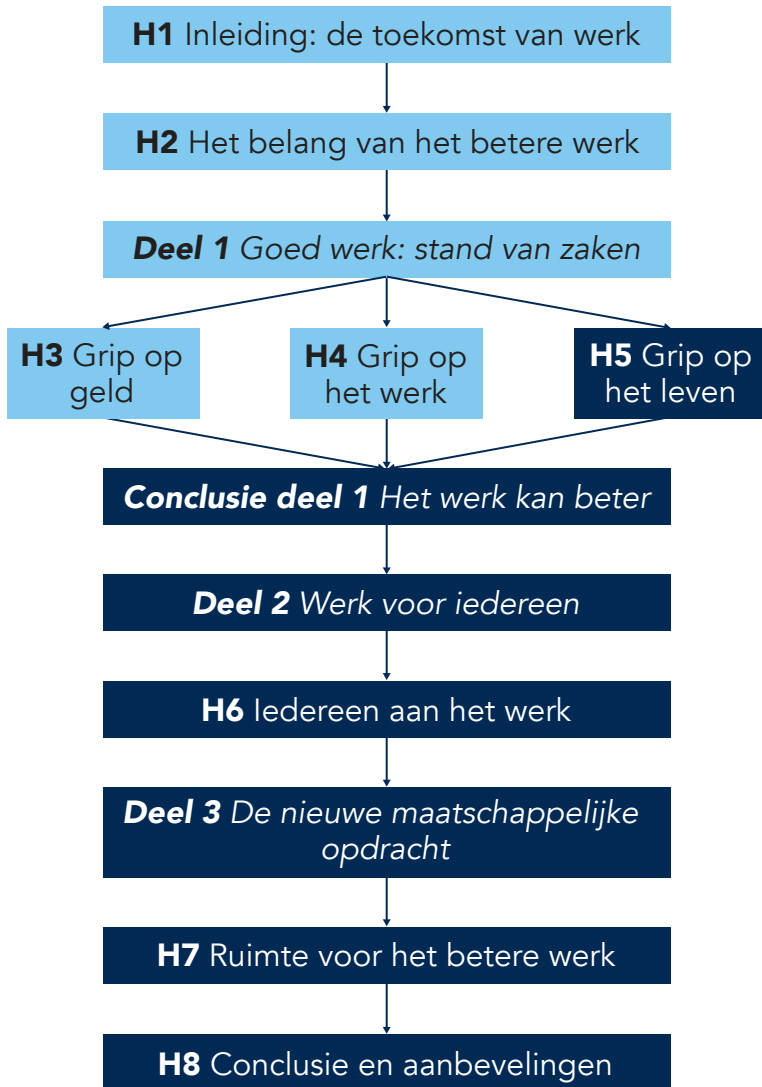 H1 Inleiding: de toekomst van werk
H2 Het belang van het betere werk
Deel 1 Goed werk: stand van zaken
H3 Grip op
geld
H4 Grip op
het werk
H5 Grip op
het leven
Conclusie deel 1 Het werk kan beter
Deel 2 Werk voor iedereen
H6 Iedereen aan het werk
Deel 3 De nieuwe maatschappelijke
opdracht
H7 Ruimte voor het betere werk
H8 Conclusie en aanbevelingen